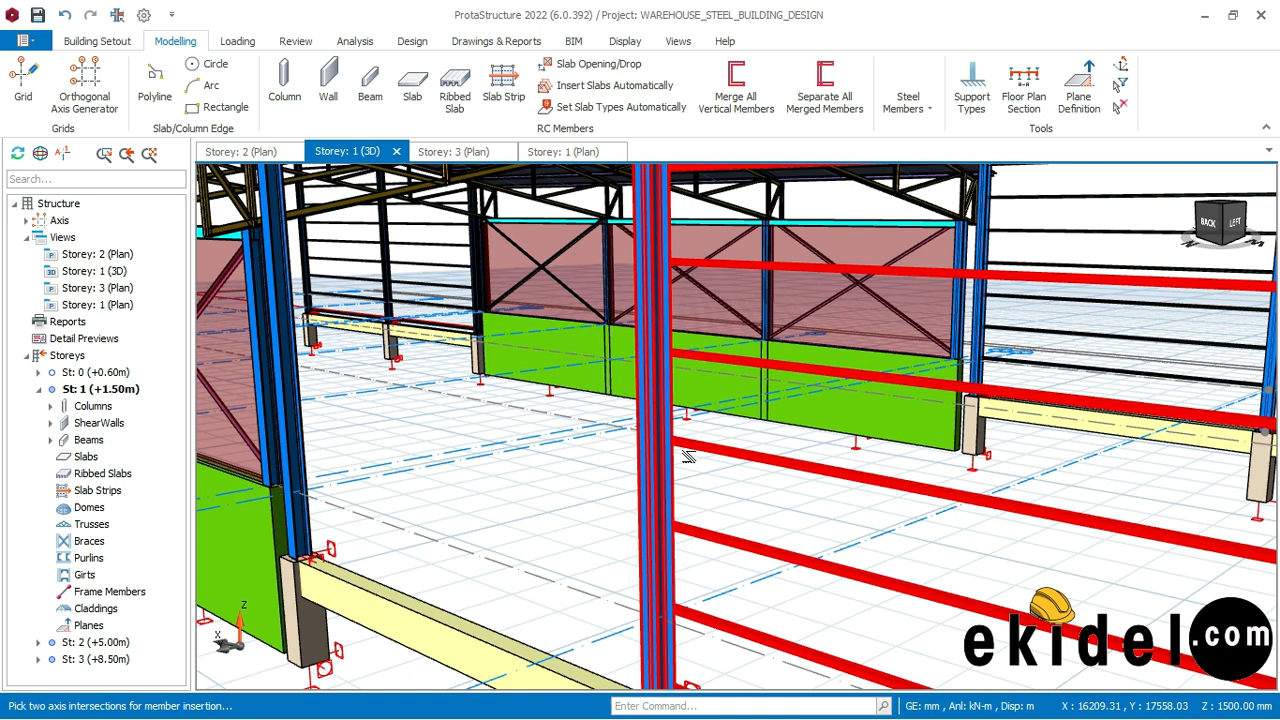 ProtaStructure 2022 (6.0.392) / Project: WAREHOUSE_STEEL_BUILDING_DESIGN
Building Setout Modelling Loading Review Analysis Design Drawings & Reports BIM Display Views Help
Grid
Orthogonal
Axis Generator
Grids
Polyline
Circle
Arc
Rectangle
Slab/Column Edge
Column
Wall
Beam
Slab
Ribbed
Slab
Slab Strip
Slab Opening/Drop
Insert Slabs Automatically
Set Slab Types Automatically
Merge All
Vertical Members
Separate All
Merged Members
RC Members
Steel
Members
Support
Types
Floor Plan
Section
Plane
Definition
Tools
Storey: 2 (Plan)
Storey: 1 (3D)
Storey: 3 (Plan)
Storey: 1 (Plan)
Search...
Structure
Axis
Views
Storey: 2 (Plan)
Storey: 1 (3D)
Storey: 3 (Plan)
Storey: 1 (Plan)
Reports
Detail Previews
Storeys
St: 0 (+0.60m)
St: 1 (+1.50m)
Columns
ShearWalls
Beams
Slabs
Ribbed Slabs
Slab Strips
Domes
Trusses
Braces
Purlins
Girts
Frame Members
Claddings
Planes
St: 2 (+5.00m)
St: 3 (+8.50m)
BACK LEFT
Z
X
ekidel.com
Pick two axis intersections for member insertion...
Enter Command...
GE: mm , Anl: kN-m , Disp: m
X : 16209.31 , Y : 17558.03
Z : 1500.00 mm